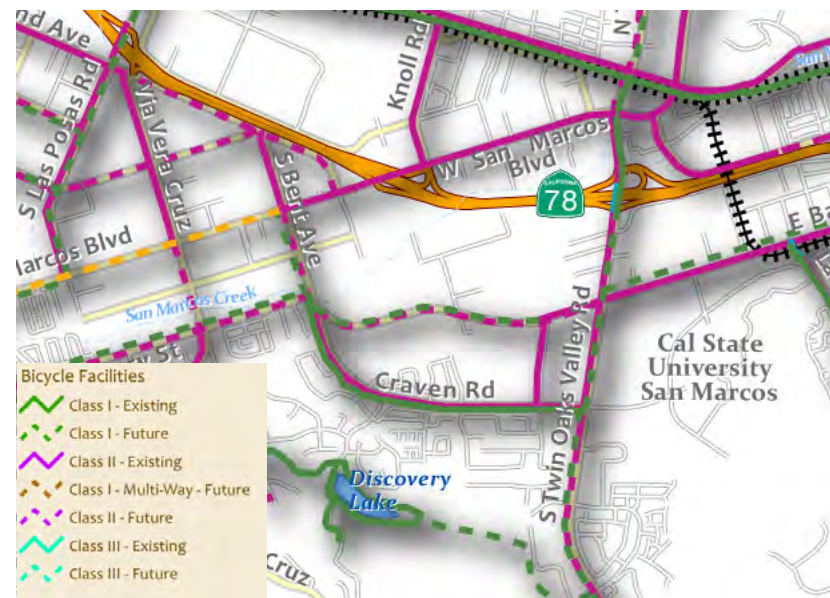 nd Ave
Knoll Rd
N
San
S Las Posas Rd
Via Vera Cruz
W San Marcos
Blvd
S Bent Ave
CALIFORNIA
78
Marcos Blvd
E Ba
San Marcos Creek
S Twin Oaks Valley Rd
Cal State
University
San Marcos
y St
Craven Rd
Discovery
Lake
Cruz
Bicycle Facilities
Class I - Existing
Class I - Future
Class II - Existing
Class I - Multi-Way - Future
Class II - Future
Class III - Existing
Class III - Future